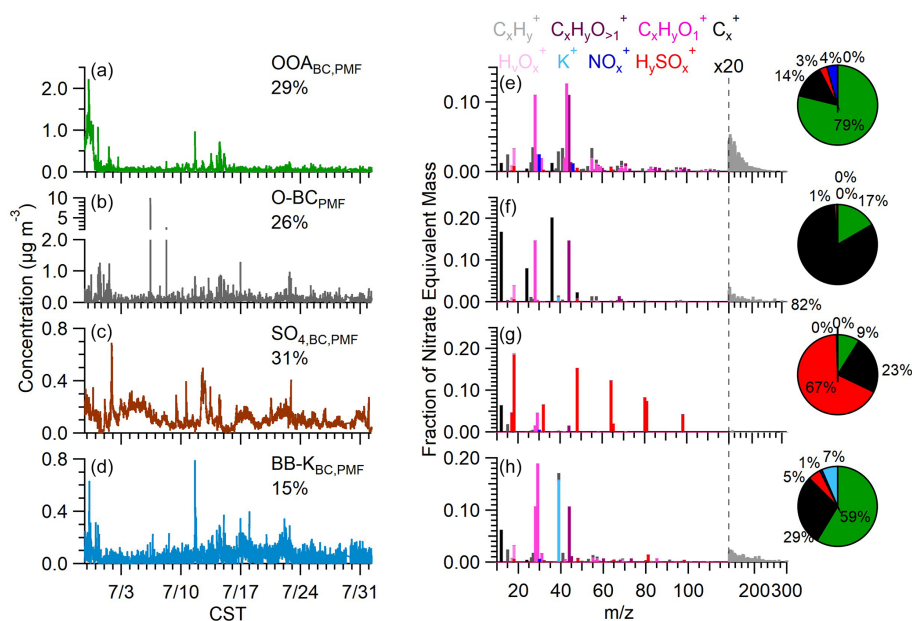 CxHy+ CxHyO>1+ CxHyO1+ Cx+
HyOx+ K+ NOx+ HySOx+ x20
(a) OOABC,PMF
29%
3.0
2.0
1.0
0.0
(b) O-BCPMF
26%
10
5
2.0
1.0
0.0
(c) SO4,BC,PMF
31%
0.8
0.4
0.0
(d) BB-KBC,PMF
15%
0.8
0.4
0.0
Concentration (µg m-3)
7/3 7/10 7/17 7/24 7/31
CST
(e)
0.10
0.00
3% 4% 0%
14%
79%
(f)
0.20
0.10
0.00
0%
1% 0% 17%
82%
(g)
0.20
0.10
0.00
0% 0% 9%
23%
67%
(h)
0.20
0.10
0.00
1% 7%
5%
59%
29%
Fraction of Nitrate Equivalent Mass
20 40 60 80 100 200 300
m/z